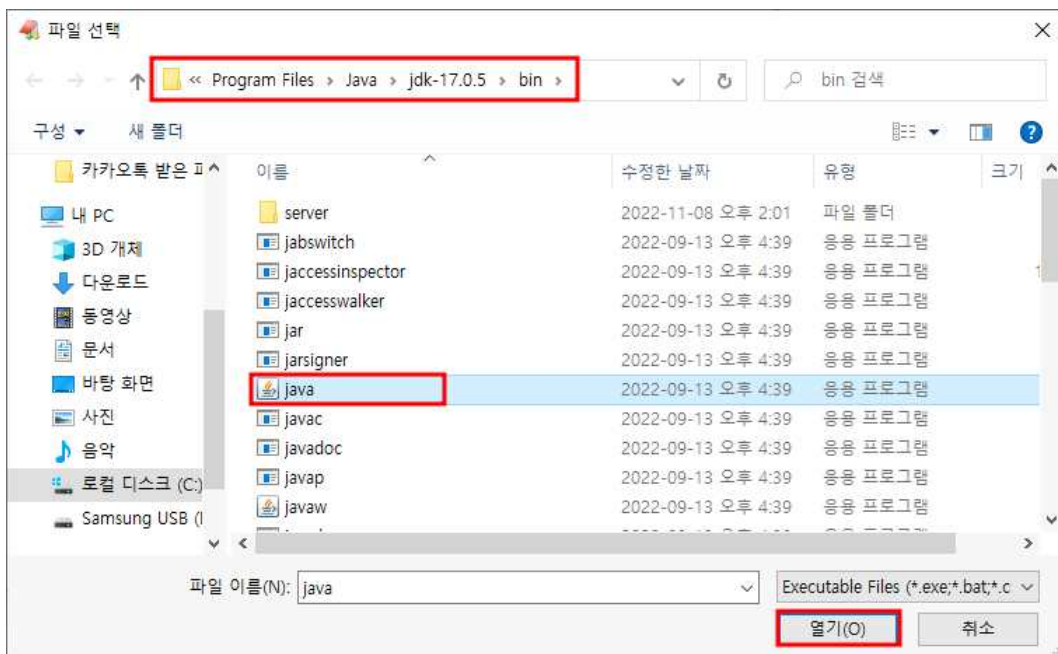 파일 선택
« Program Files › Java › jdk-17.0.5 › bin ›
bin 검색
구성
새 폴더
카카오톡 받은
내 PC
3D 개체
다운로드
동영상
문서
바탕 화면
사진
음악
로컬 디스크 (C:)
Samsung USB
이름 수정한 날짜 유형 크기
server 2022-11-08 오후 2:01 파일 폴더
jabswitch 2022-09-13 오후 4:39 응용 프로그램
jaccessinspector 2022-09-13 오후 4:39 응용 프로그램
jaccesswalker 2022-09-13 오후 4:39 응용 프로그램
jar 2022-09-13 오후 4:39 응용 프로그램
jarsigner 2022-09-13 오후 4:39 응용 프로그램
java 2022-09-13 오후 4:39 응용 프로그램
javac 2022-09-13 오후 4:39 응용 프로그램
javadoc 2022-09-13 오후 4:39 응용 프로그램
javap 2022-09-13 오후 4:39 응용 프로그램
javaw 2022-09-13 오후 4:39 응용 프로그램
파일 이름(N): java
Executable Files (*.exe;*.bat;*.c
열기(O) 취소